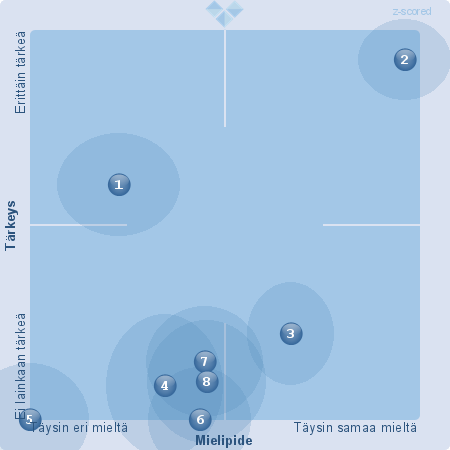 z-scored
Erittäin tärkeä
2
1
Tärkeys
3
7
8
4
6
5
Ei lainkaan tärkeä
Täysin eri mieltä
Täysin samaa mieltä
Mielipide